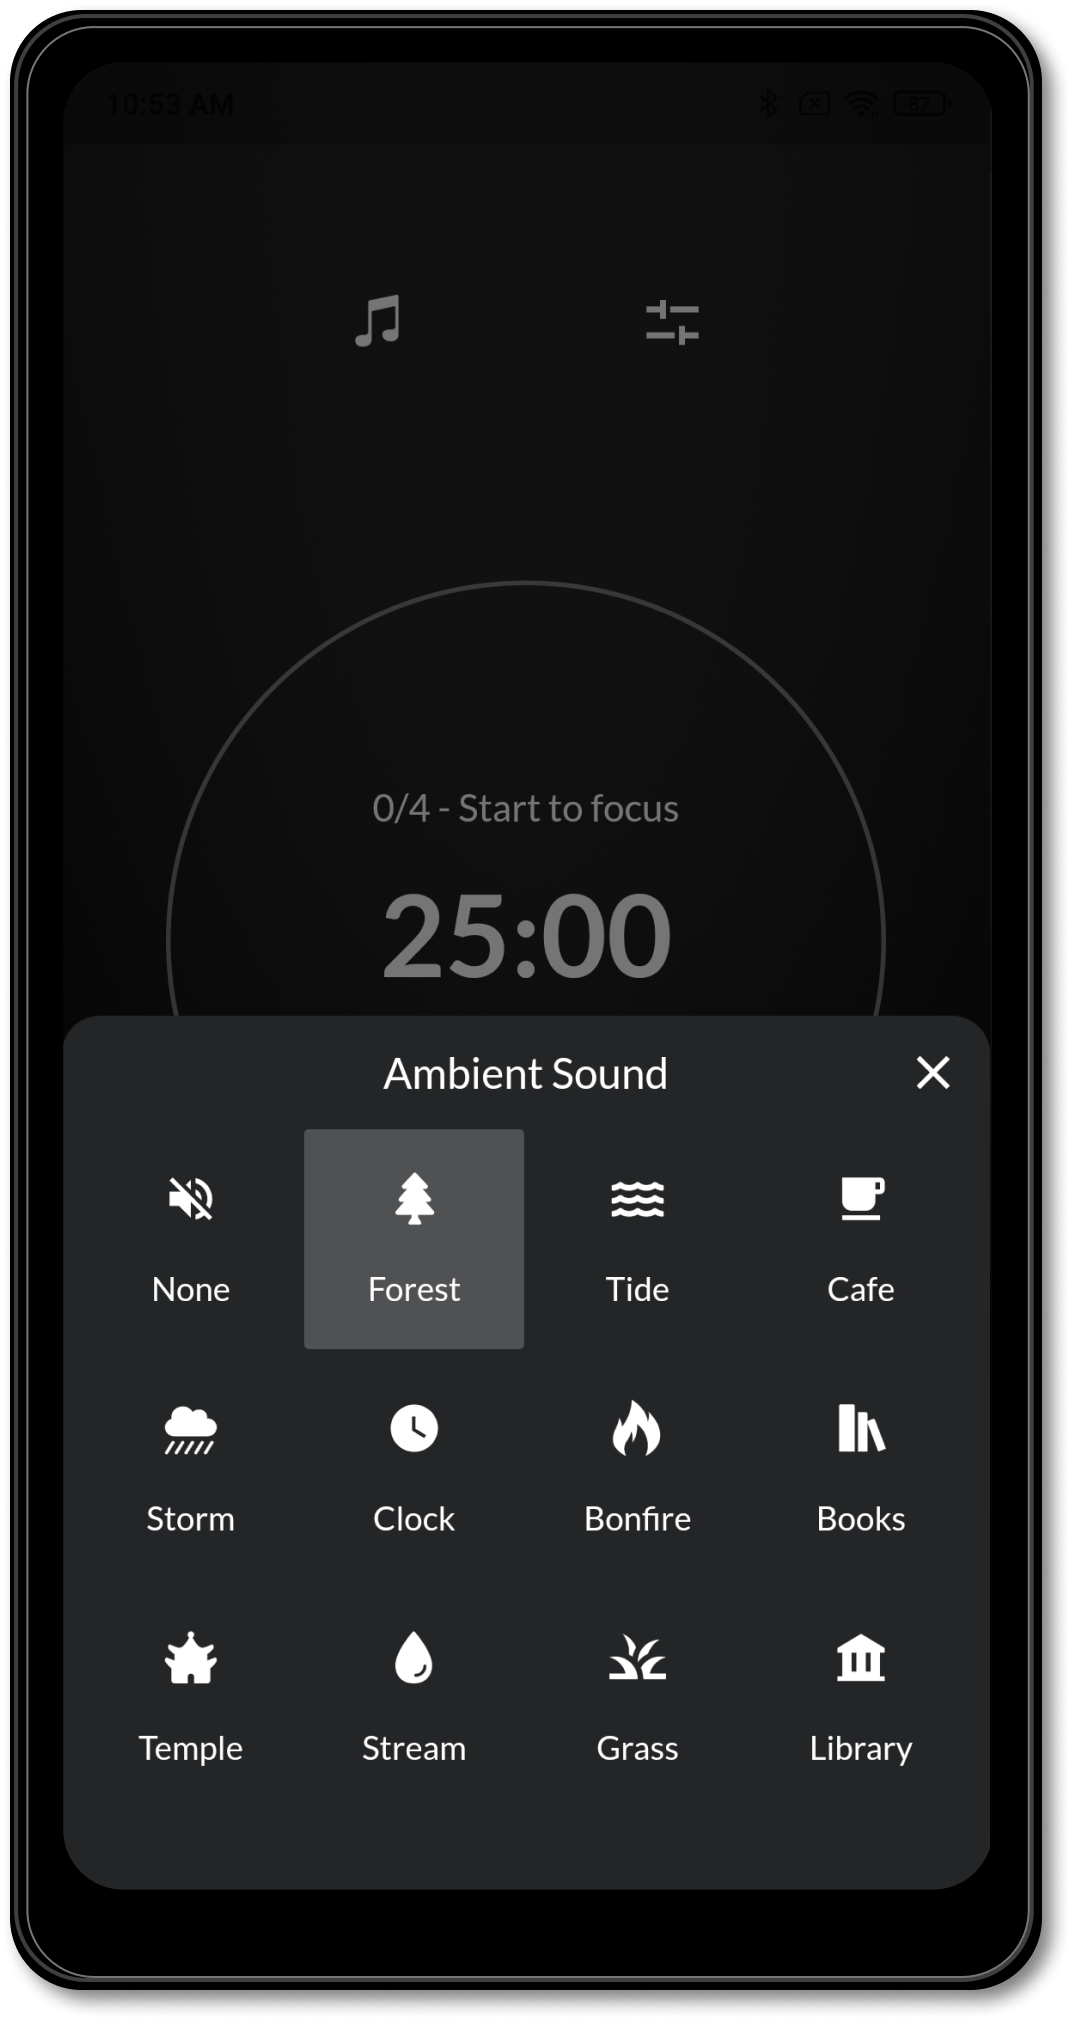 10:53 AM 87
0/4 - Start to focus
25:00
Ambient Sound
None Forest Tide Cafe
Storm Clock Bonfire Books
Temple Stream Grass Library